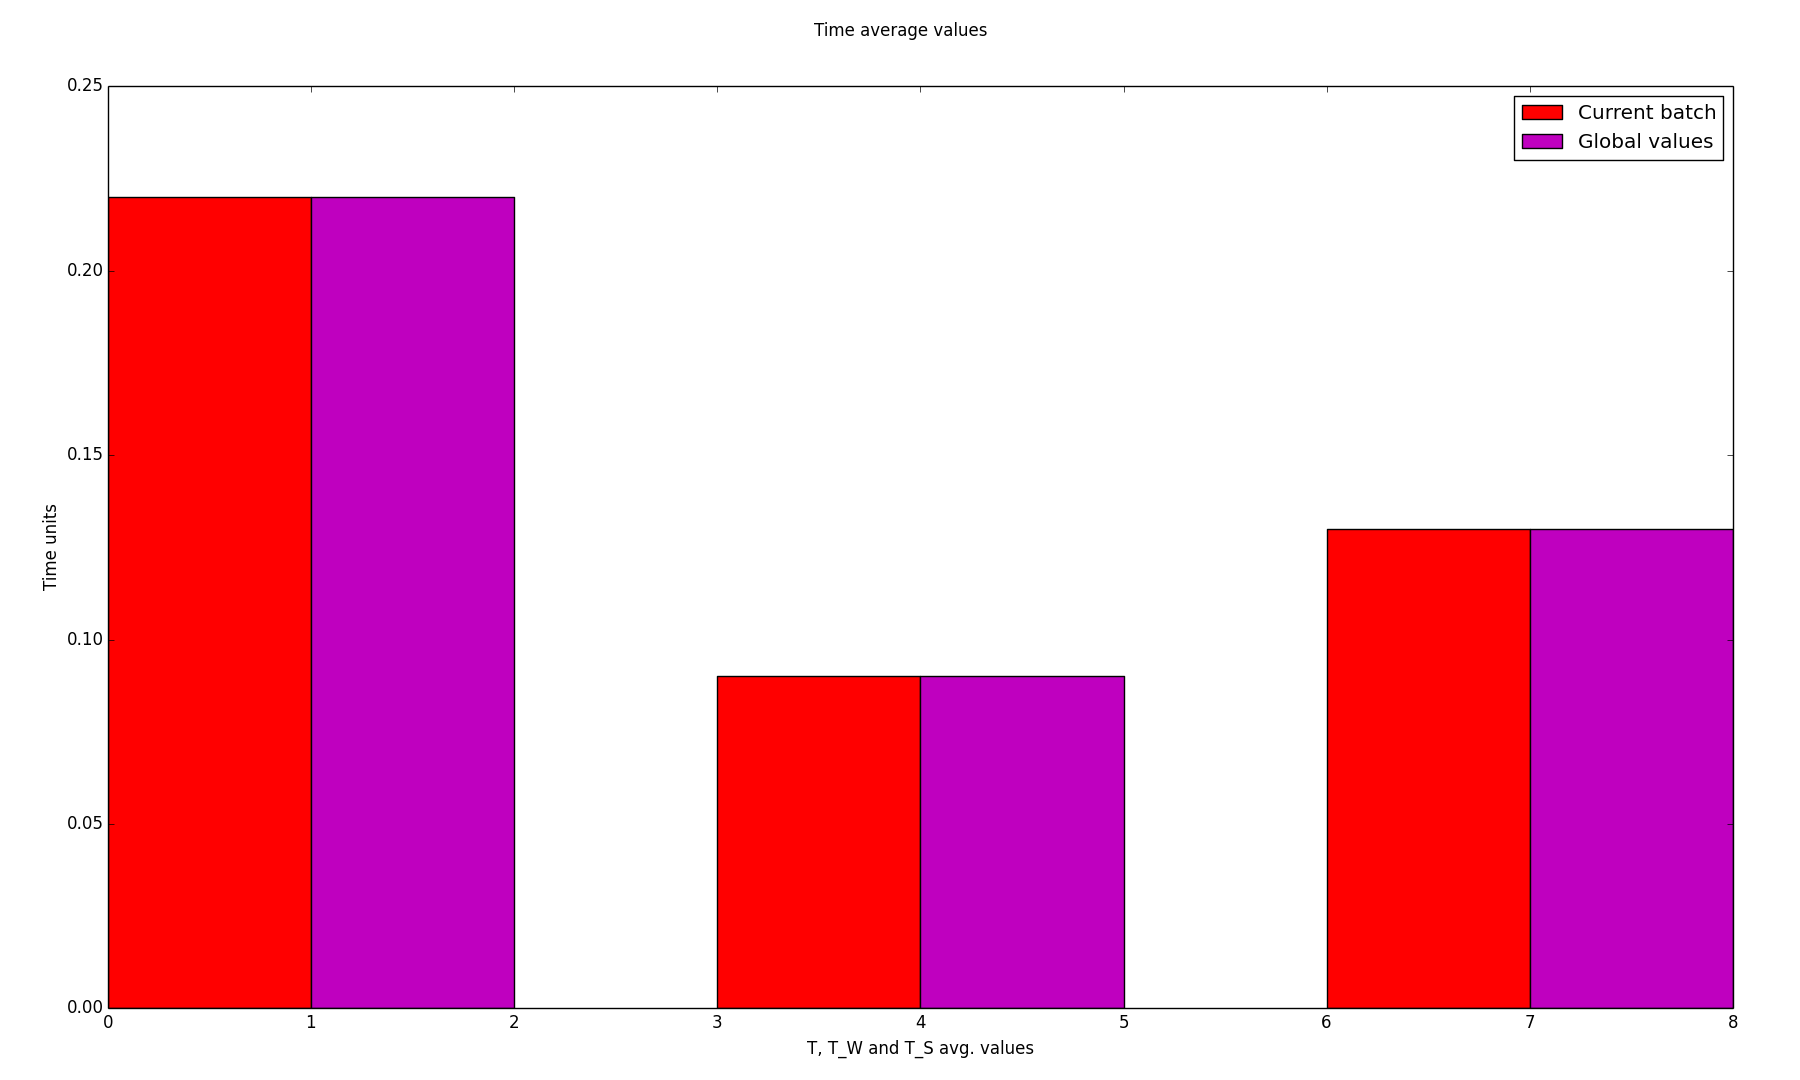 Time average values
0.25
Current batch
Global values
0.20
0.15
Time units
0.10
0.05
0.00
0 1 2 3 4 5 6 7 8
T, T_W and T_S avg. values